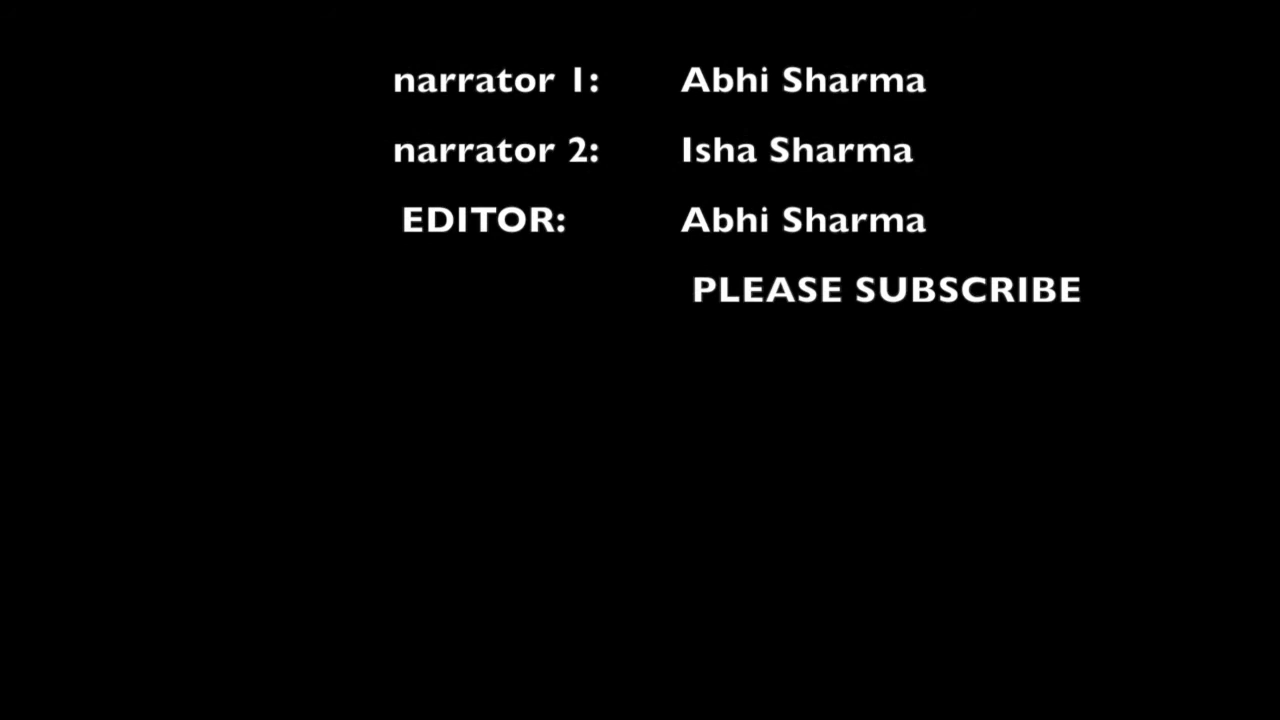 narrator 1: Abhi Sharma
narrator 2: Isha Sharma
EDITOR: Abhi Sharma
PLEASE SUBSCRIBE